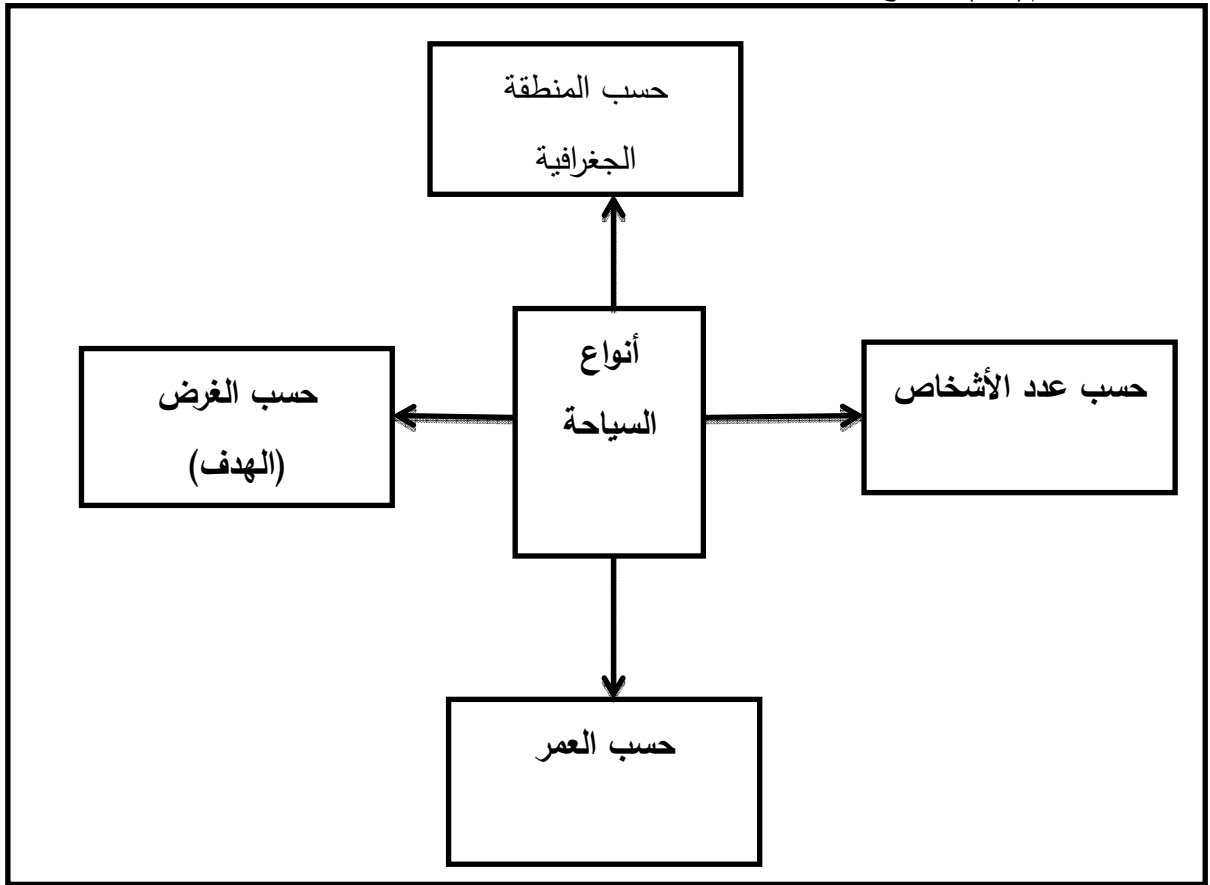 حسب المنطقة
الجغرافية
أنواع
السياحة
حسب عدد الأشخاص
حسب الغرض
(الهدف)
حسب العمر